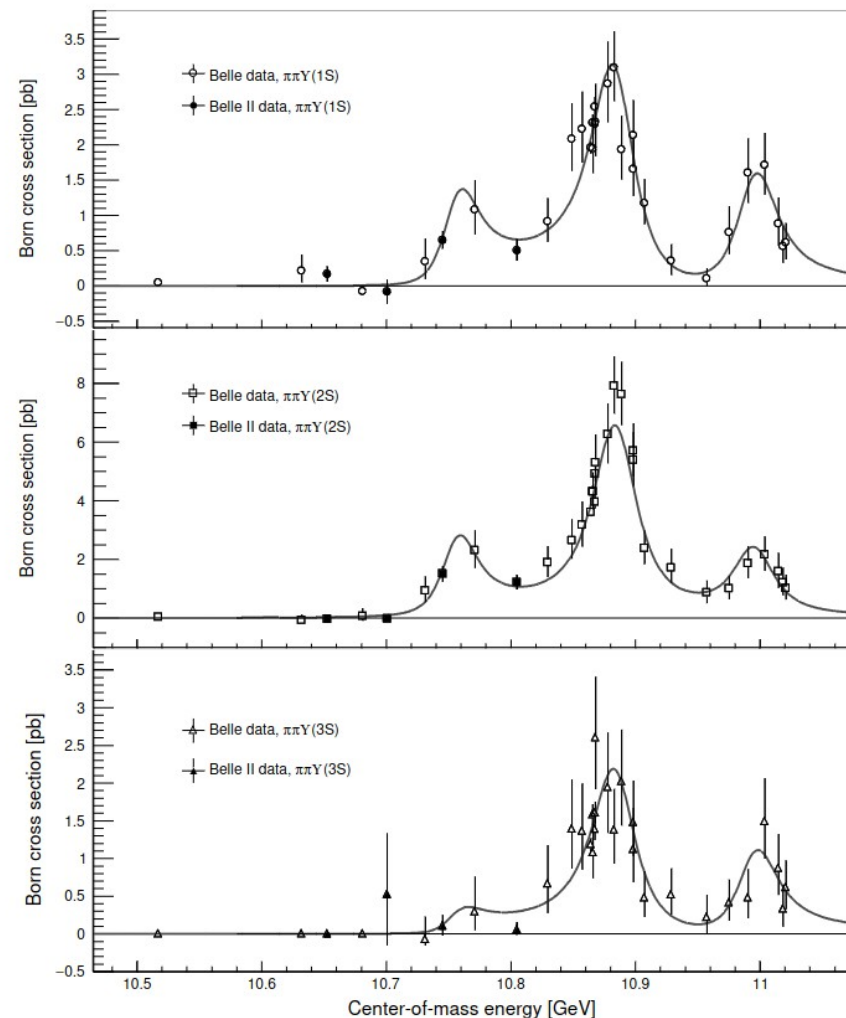 Born cross section [pb]
3.5
3
2.5
2
1.5
1
0.5
0
−0.5
Belle data, ππΥ(1S)
Belle II data, ππΥ(1S)
Born cross section [pb]
8
6
4
2
0
Belle data, ππΥ(2S)
Belle II data, ππΥ(2S)
Born cross section [pb]
3.5
3
2.5
2
1.5
1
0.5
0
−0.5
Belle data, ππΥ(3S)
Belle II data, ππΥ(3S)
10.5 10.6 10.7 10.8 10.9 11
Center-of-mass energy [GeV]